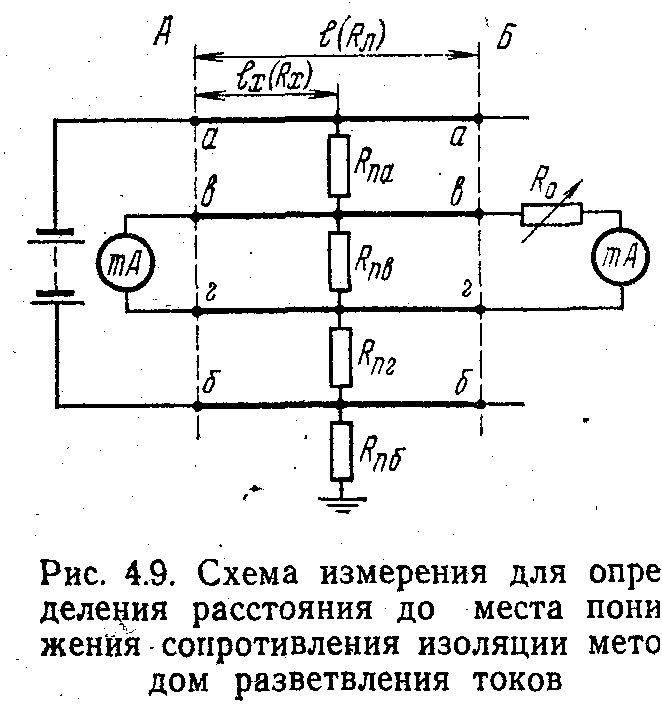 А ℓ(Rл) Б
ℓx(Rx)
а а
Rпа
в в R₀
mA Rпв mA
г г
Rпг
б б
Rпб
Рис. 4.9. Схема измерения для опре
деления расстояния до места пони
жения сопротивления изоляции мето
дом разветвления токов